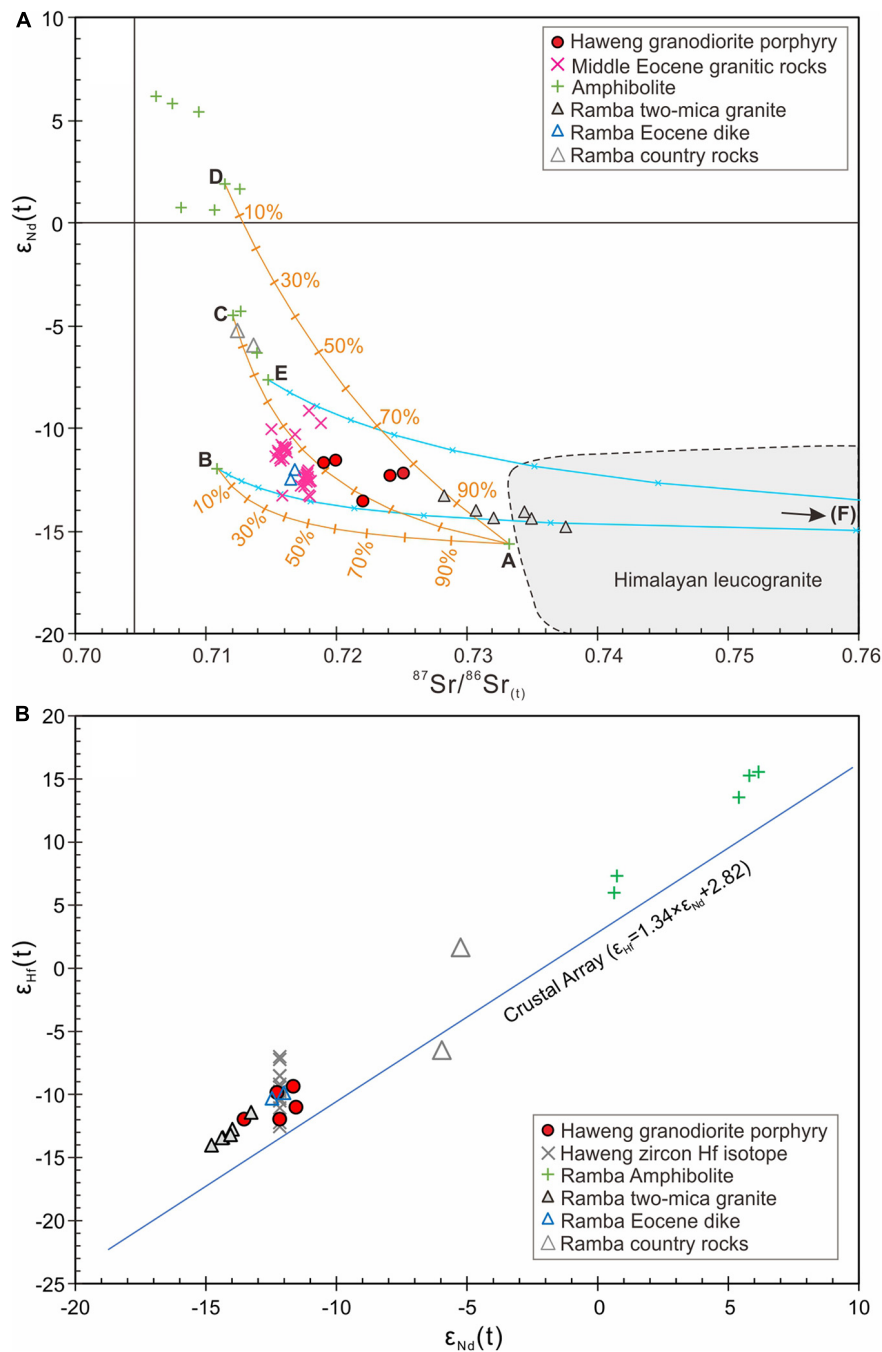 A
10
5
0
-5
-10
-15
-20
εNd(t)
0.70
0.71
0.72
0.73
0.74
0.75
0.76
87Sr/86Sr(t)
Haweng granodiorite porphyry
Middle Eocene granitic rocks
Amphibolite
Ramba two-mica granite
Ramba Eocene dike
Ramba country rocks
D
10%
30%
50%
70%
90%
C
E
B
10%
30%
50%
70%
90%
A
(F)
Himalayan leucogranite
B
20
15
10
5
0
-5
-10
-15
-20
-25
εHf(t)
-20
-15
-10
-5
0
5
10
εNd(t)
Crustal Array (εHf=1.34×εNd+2.82)
Haweng granodiorite porphyry
Haweng zircon Hf isotope
Ramba Amphibolite
Ramba two-mica granite
Ramba Eocene dike
Ramba country rocks